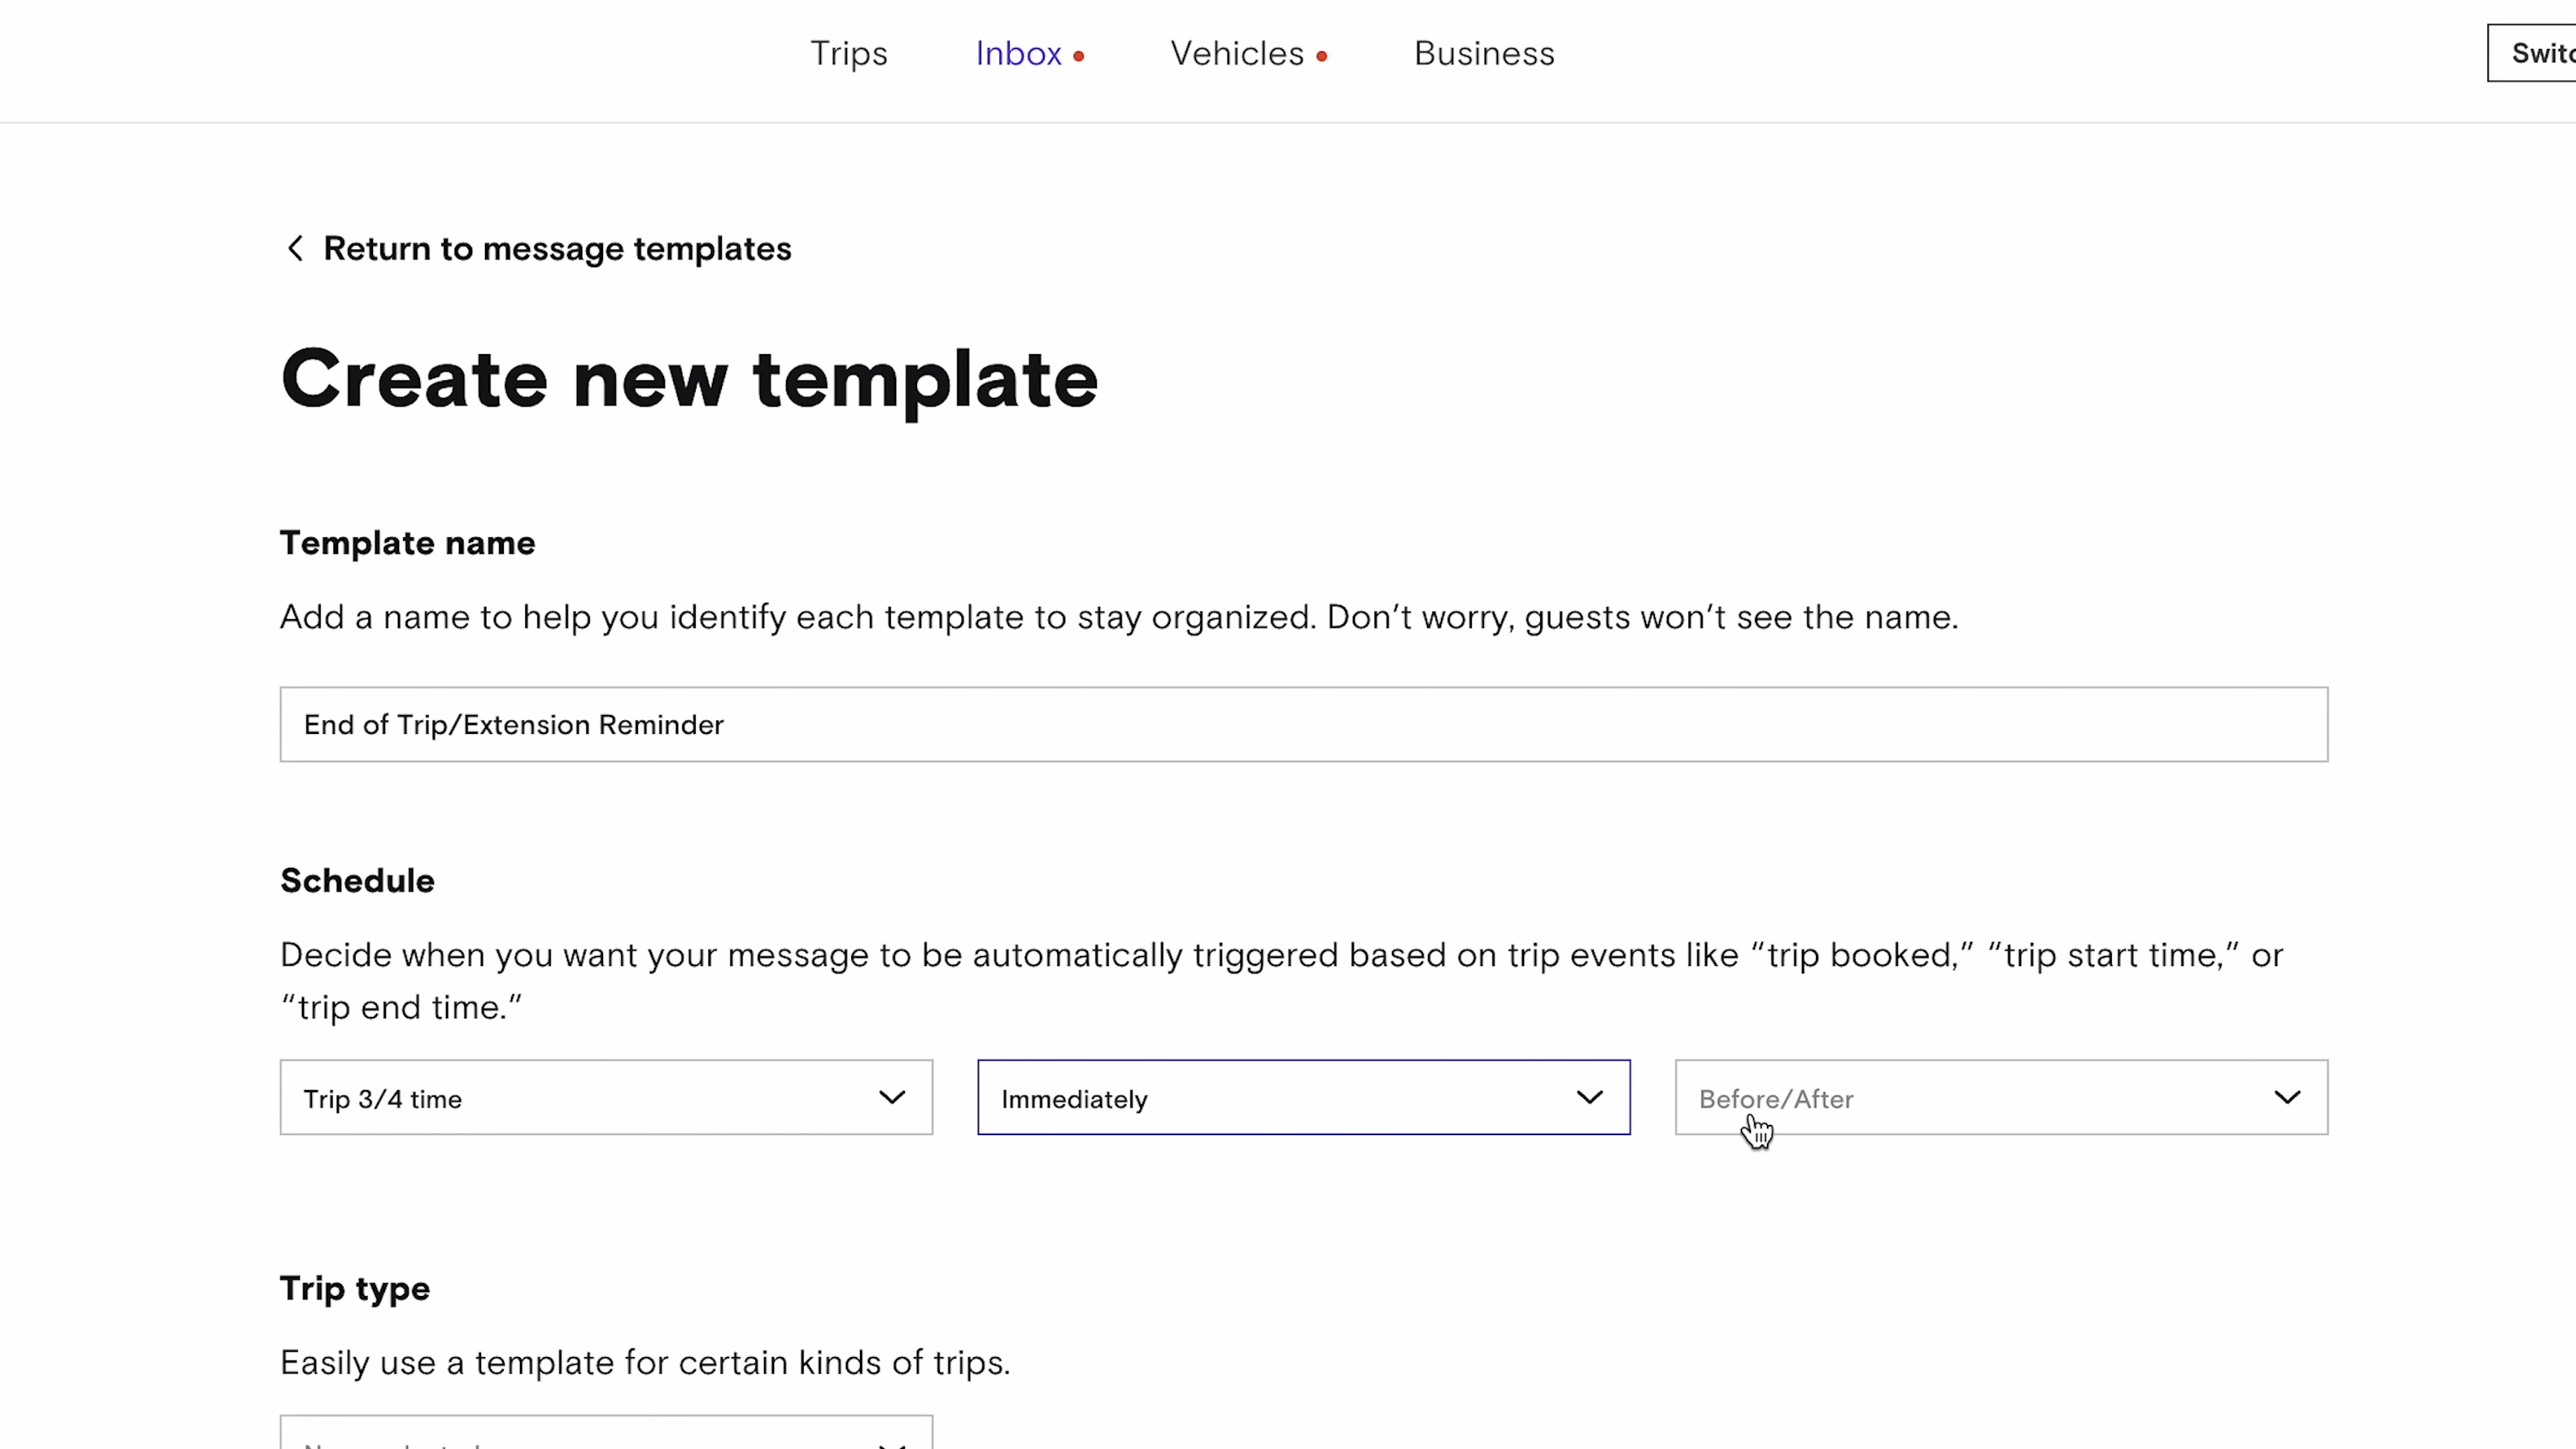 Trips Inbox Vehicles Business
Return to message templates
Create new template
Template name
Add a name to help you identify each template to stay organized. Don’t worry, guests won’t see the name.
End of Trip/Extension Reminder
Schedule
Decide when you want your message to be automatically triggered based on trip events like “trip booked,” “trip start time,” or
“trip end time.”
Trip 3/4 time Immediately Before/After
Trip type
Easily use a template for certain kinds of trips.